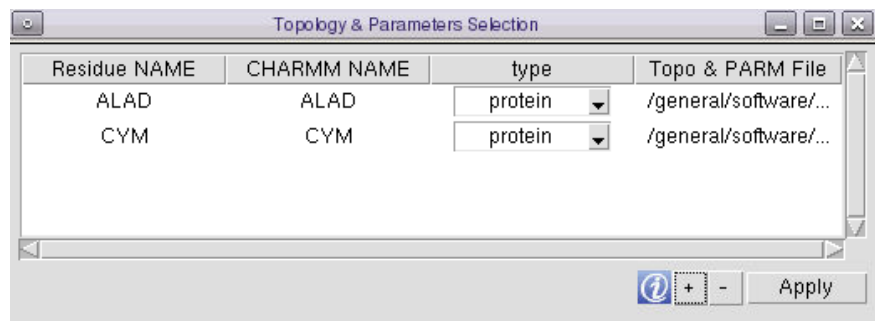 Topology & Parameters Selection
Residue NAME CHARMM NAME type Topo & PARM File
ALAD ALAD protein /general/software/...
CYM CYM protein /general/software/...
i + - Apply